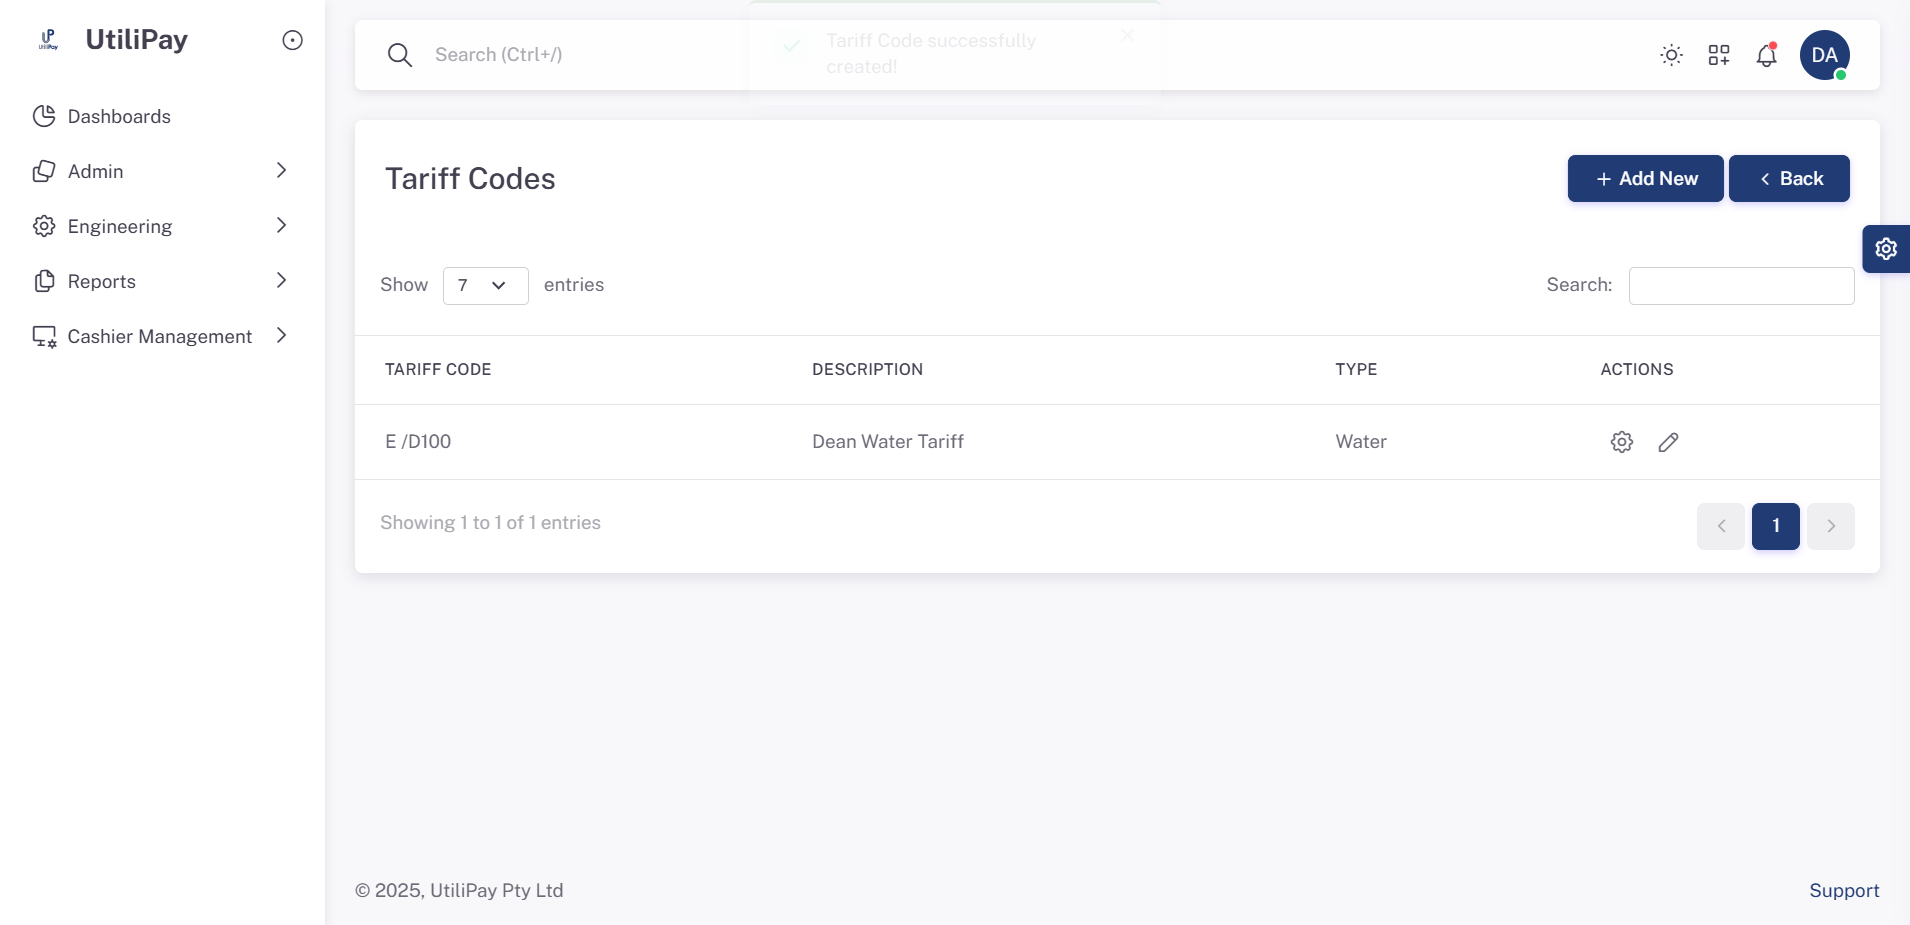 UtiliPay
Dashboards
Admin
Engineering
Reports
Cashier Management
Search (Ctrl+/)
Tariff Code successfully
created!
DA
Tariff Codes
+ Add New
Back
Show 7 entries
Search:
TARIFF CODE DESCRIPTION TYPE ACTIONS
E /D100 Dean Water Tariff Water
Showing 1 to 1 of 1 entries
1
© 2025, UtiliPay Pty Ltd
Support